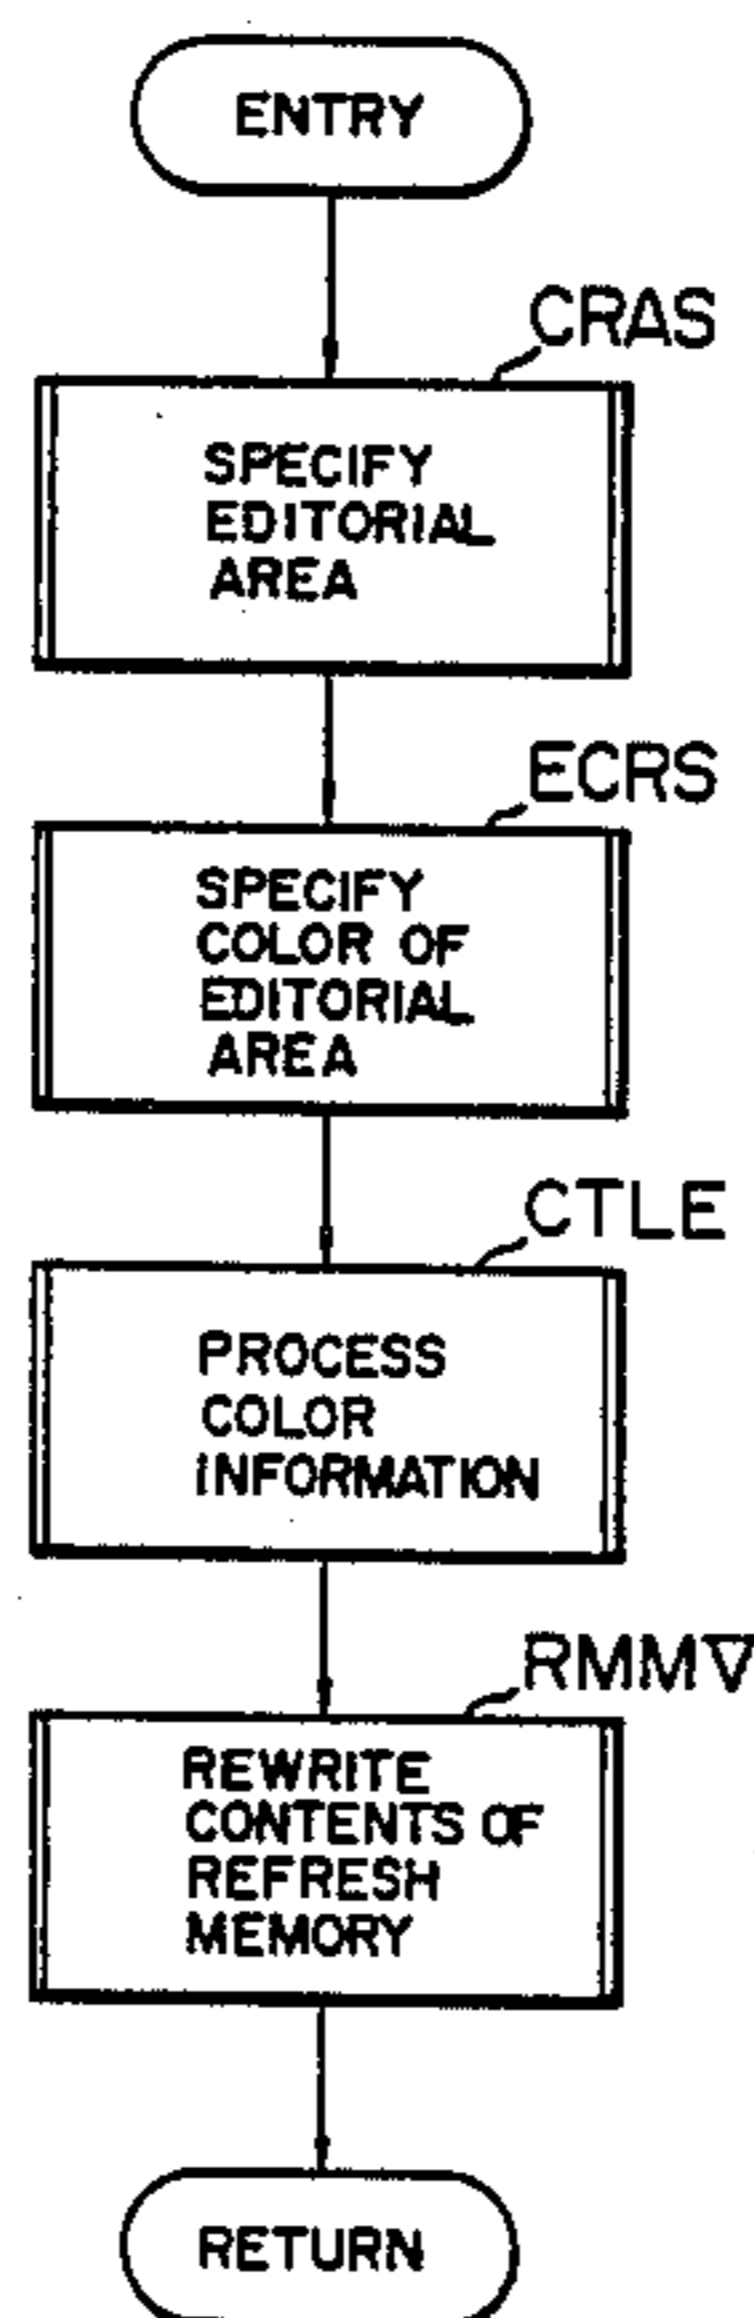 ENTRY
CRAS
SPECIFY
EDITORIAL
AREA
ECRS
SPECIFY
COLOR OF
EDITORIAL
AREA
CTLE
PROCESS
COLOR
INFORMATION
RMMV
REWRITE
CONTENTS OF
REFRESH
MEMORY
RETURN